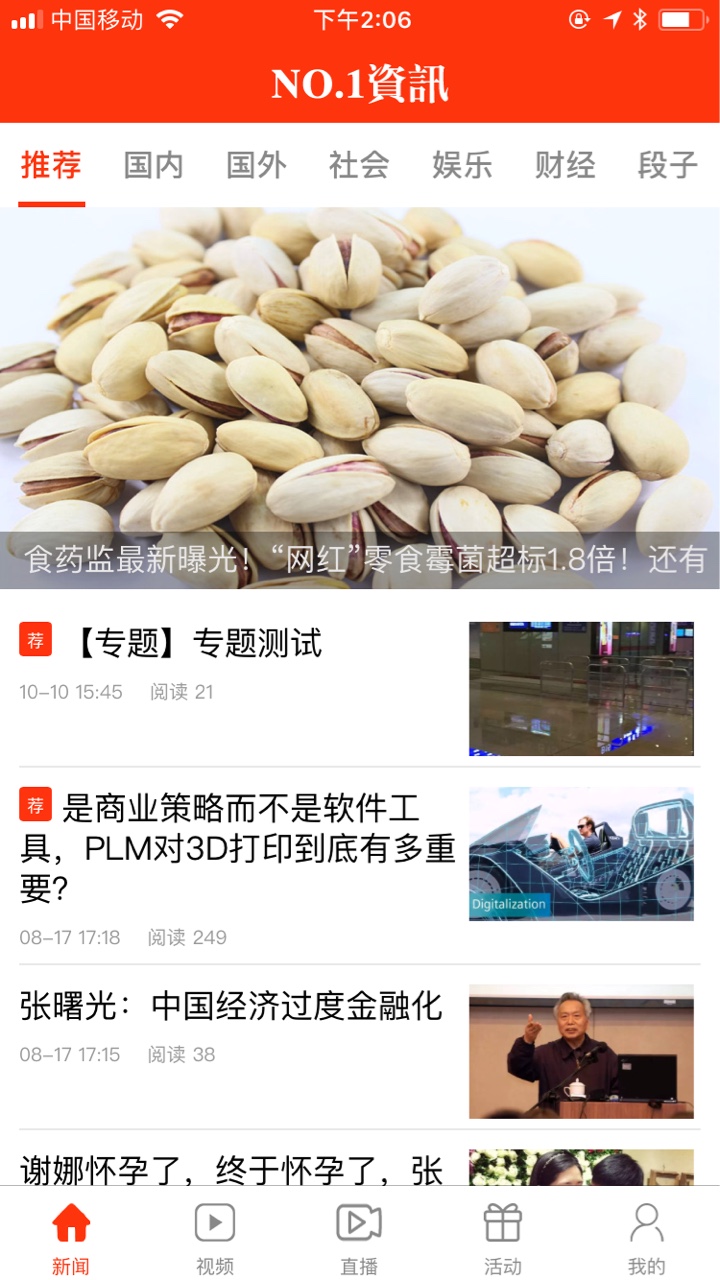 中国移动
下午2:06
NO.1資訊
推荐 国内 国外 社会 娱乐 财经 段子
食药监最新曝光！“网红”零食霉菌超标1.8倍！还有
荐 【专题】专题测试
10-10 15:45 阅读 21
荐 是商业策略而不是软件工
具，PLM对3D打印到底有多重
要?
Digitalization
08-17 17:18 阅读 249
张曙光：中国经济过度金融化
08-17 17:15 阅读 38
谢娜怀孕了，终于怀孕了，张
新闻 视频 直播 活动 我的